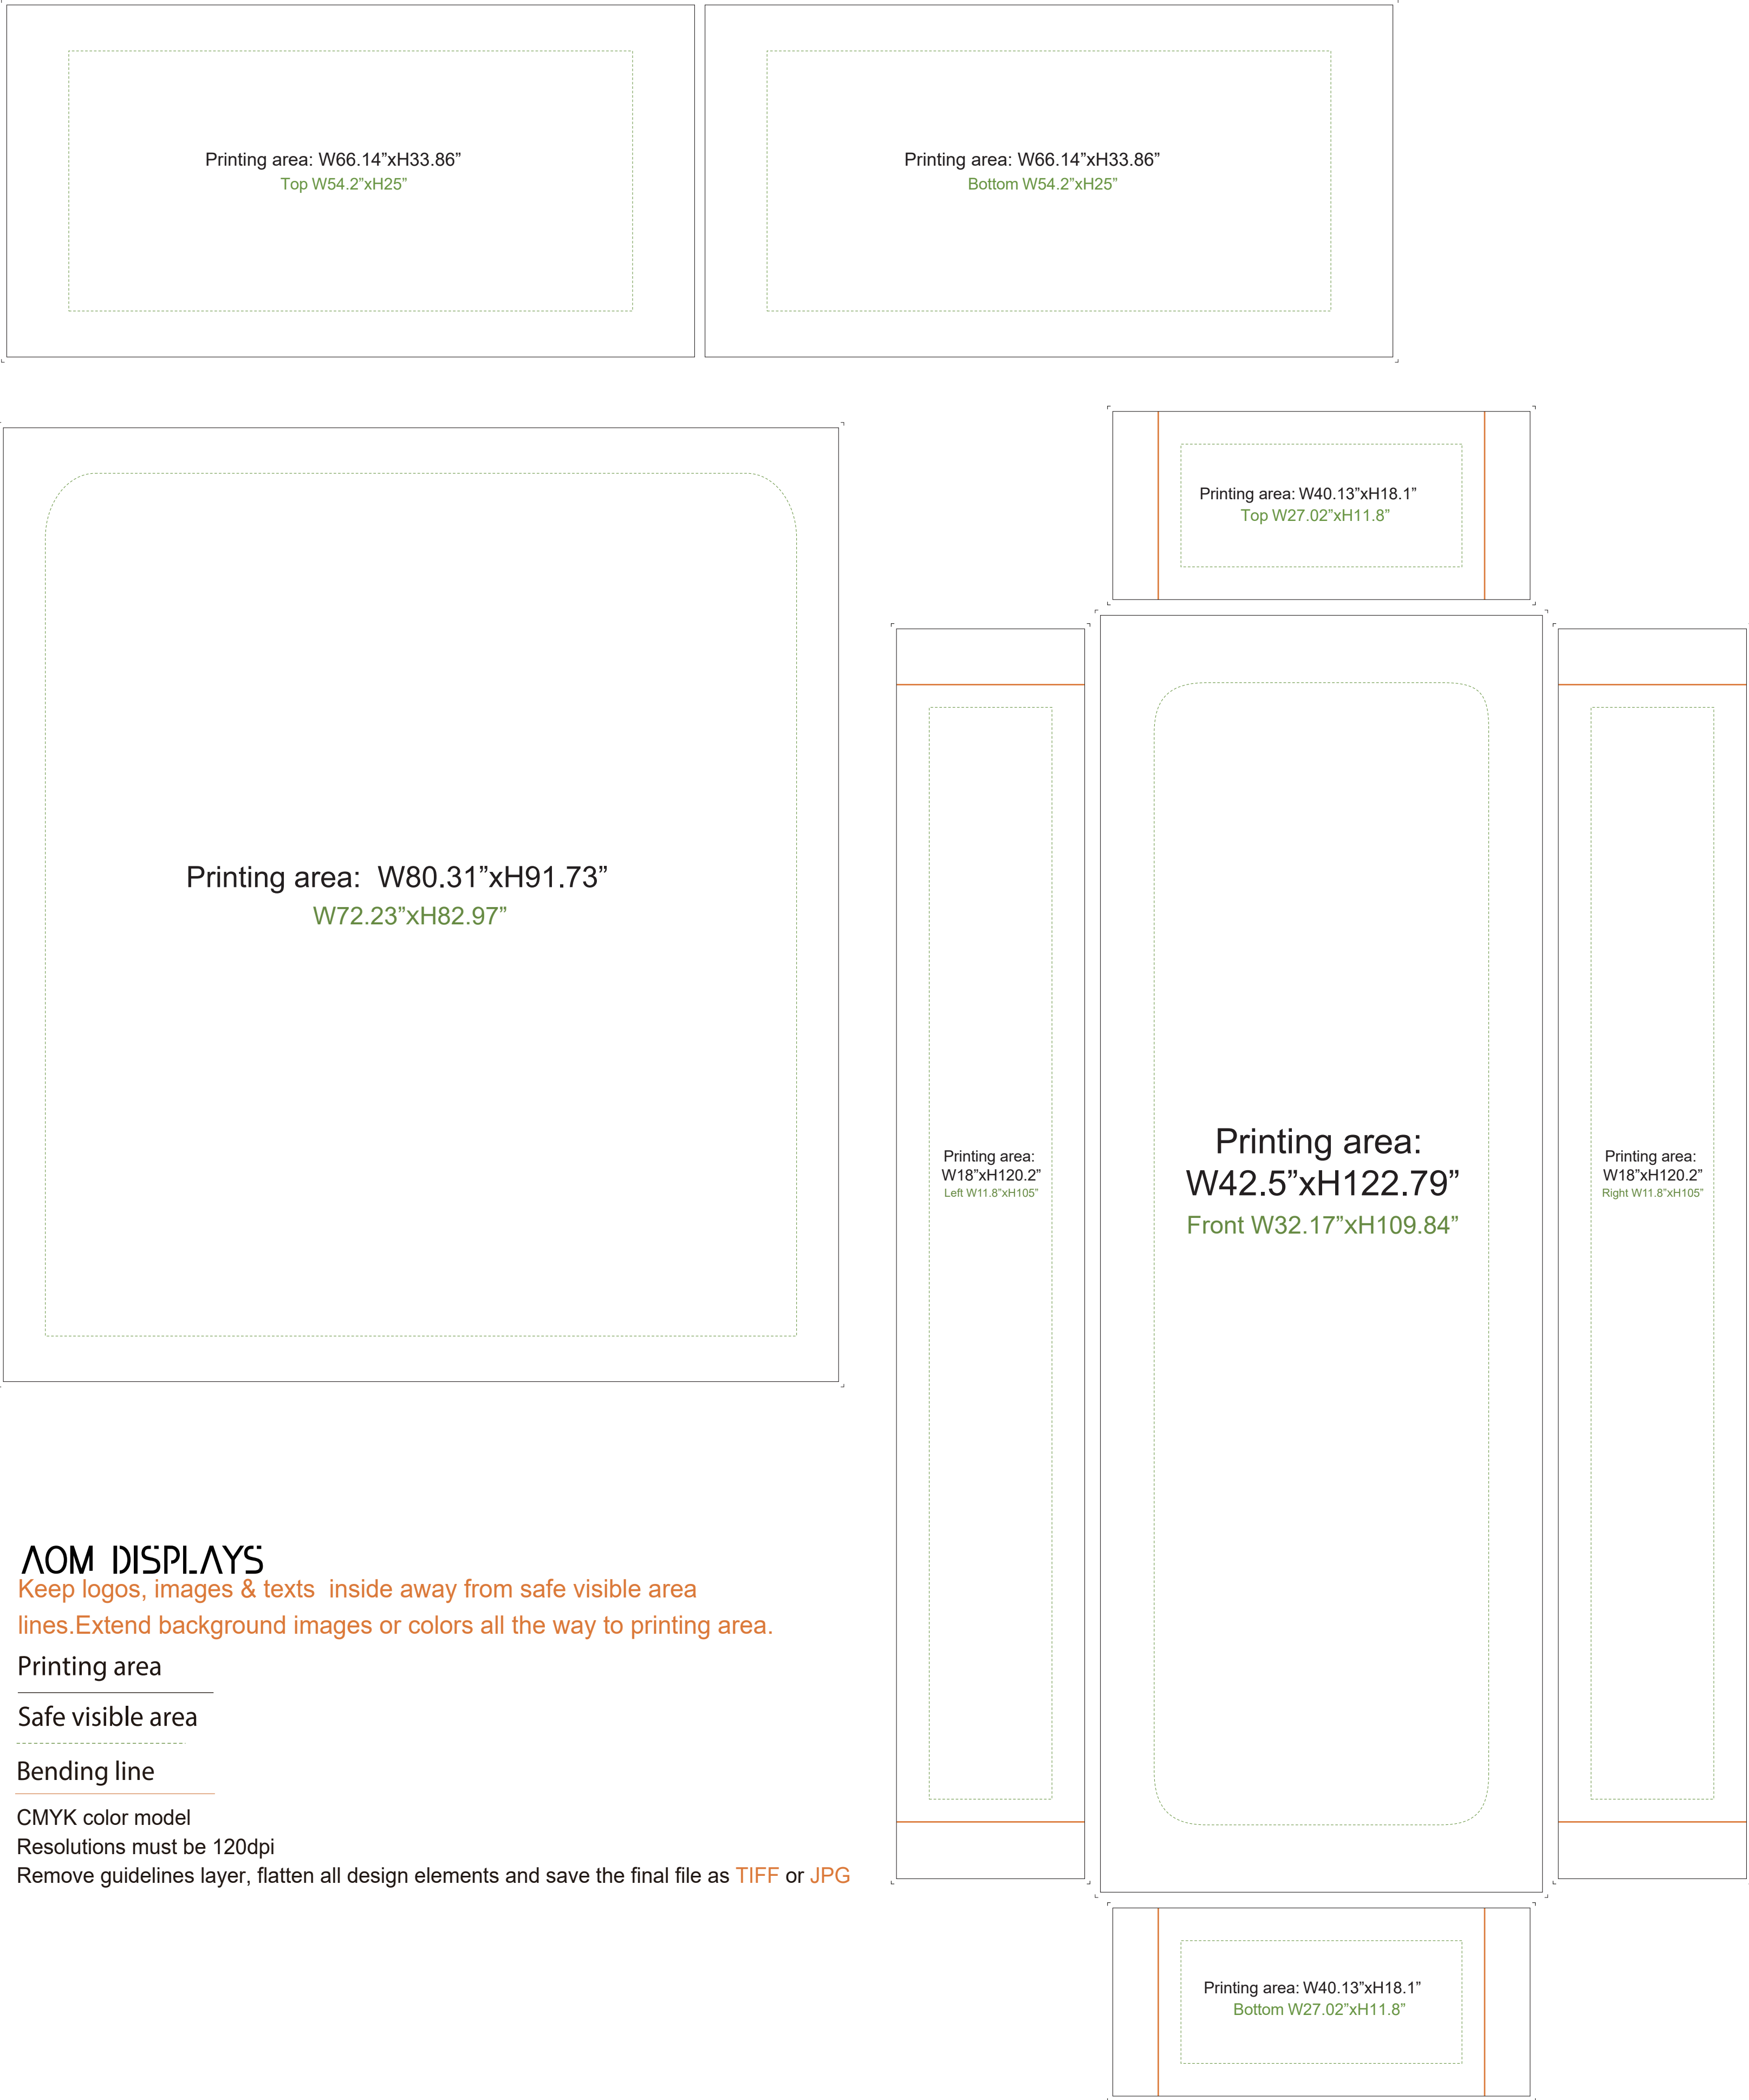 Printing area: W66.14”xH33.86”
Top W54.2”xH25”
Printing area: W66.14”xH33.86”
Bottom W54.2”xH25”
Printing area: W40.13”xH18.1”
Top W27.02”xH11.8”
Printing area:  W80.31”xH91.73”
W72.23”xH82.97”
Printing area:
W18”xH120.2”
Left W11.8”xH105”
Printing area:
W42.5”xH122.79”
Front W32.17”xH109.84”
Printing area:
W18”xH120.2”
Right W11.8”xH105”
AOM DISPLAYS
Keep logos, images & texts  inside away from safe visible area
lines.Extend background images or colors all the way to printing area.
Printing area
Safe visible area
Bending line
CMYK color model
Resolutions must be 120dpi
Remove guidelines layer, flatten all design elements and save the final file as TIFF or JPG
Printing area: W40.13”xH18.1”
Bottom W27.02”xH11.8”